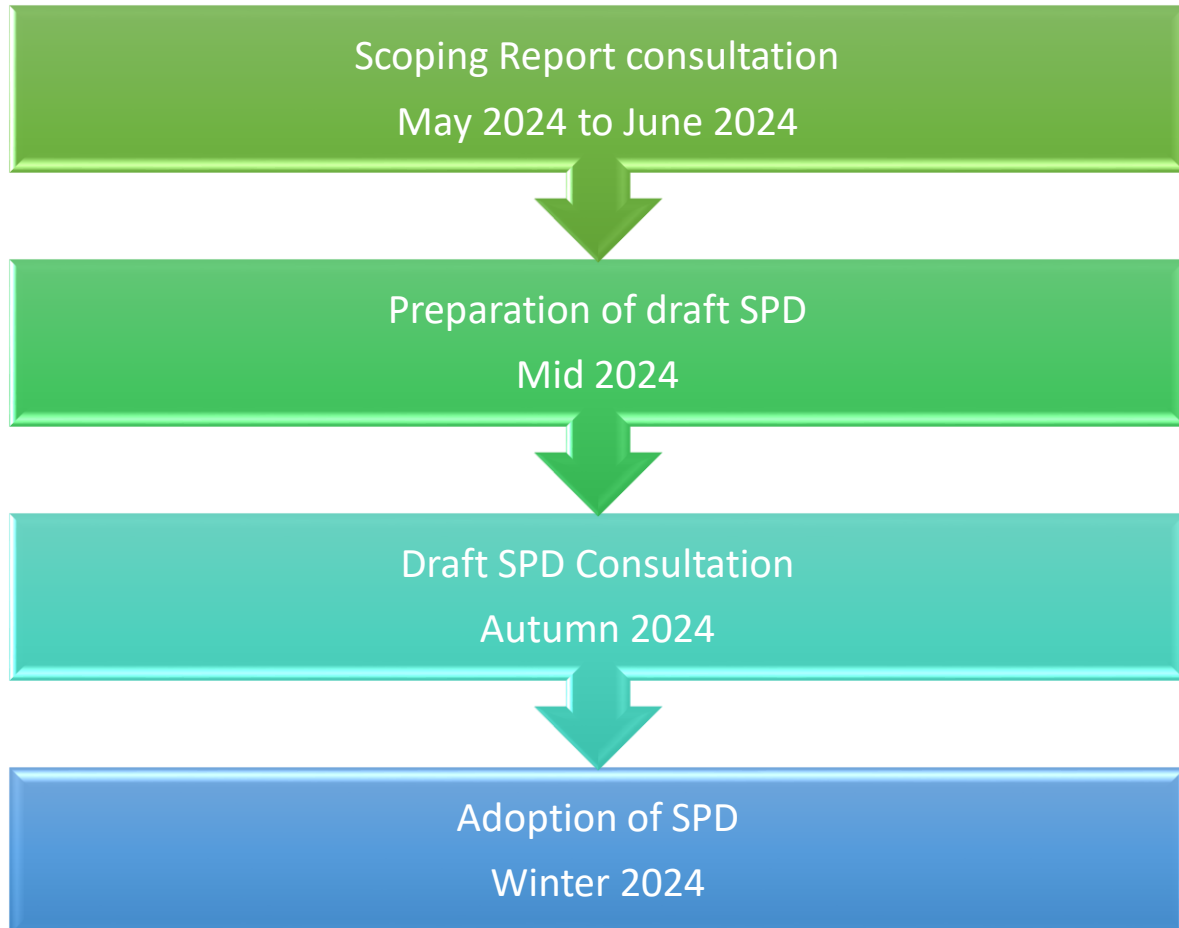 Scoping Report consultation
May 2024 to June 2024
Preparation of draft SPD
Mid 2024
Draft SPD Consultation
Autumn 2024
Adoption of SPD
Winter 2024